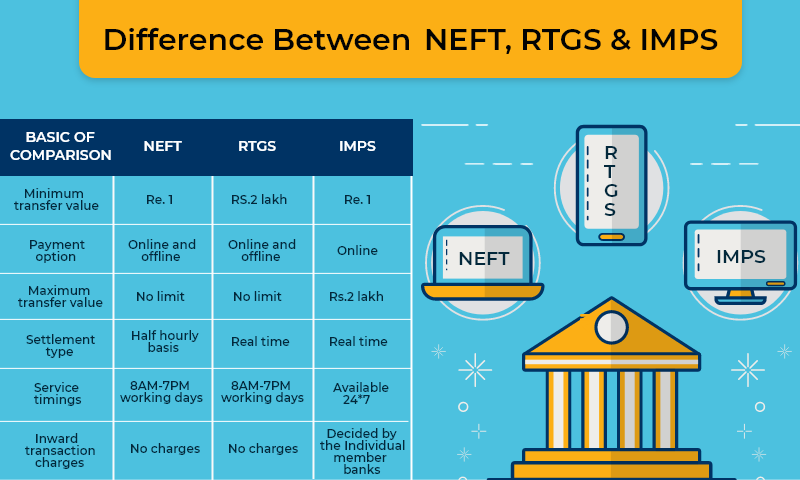 Difference Between NEFT, RTGS & IMPS
BASIC OF
COMPARISON
NEFT
RTGS
IMPS
Minimum
transfer value
Re. 1
RS.2 lakh
Re. 1
Payment
option
Online and
offline
Online and
offline
Online
Maximum
transfer value
No limit
No limit
Rs.2 lakh
Settlement
type
Half hourly
basis
Real time
Real time
Service
timings
8AM-7PM
working days
8AM-7PM
working days
Available
24*7
Inward
transaction
charges
No charges
No charges
Decided by
the Individual
member
banks
R
T
G
S
NEFT
IMPS